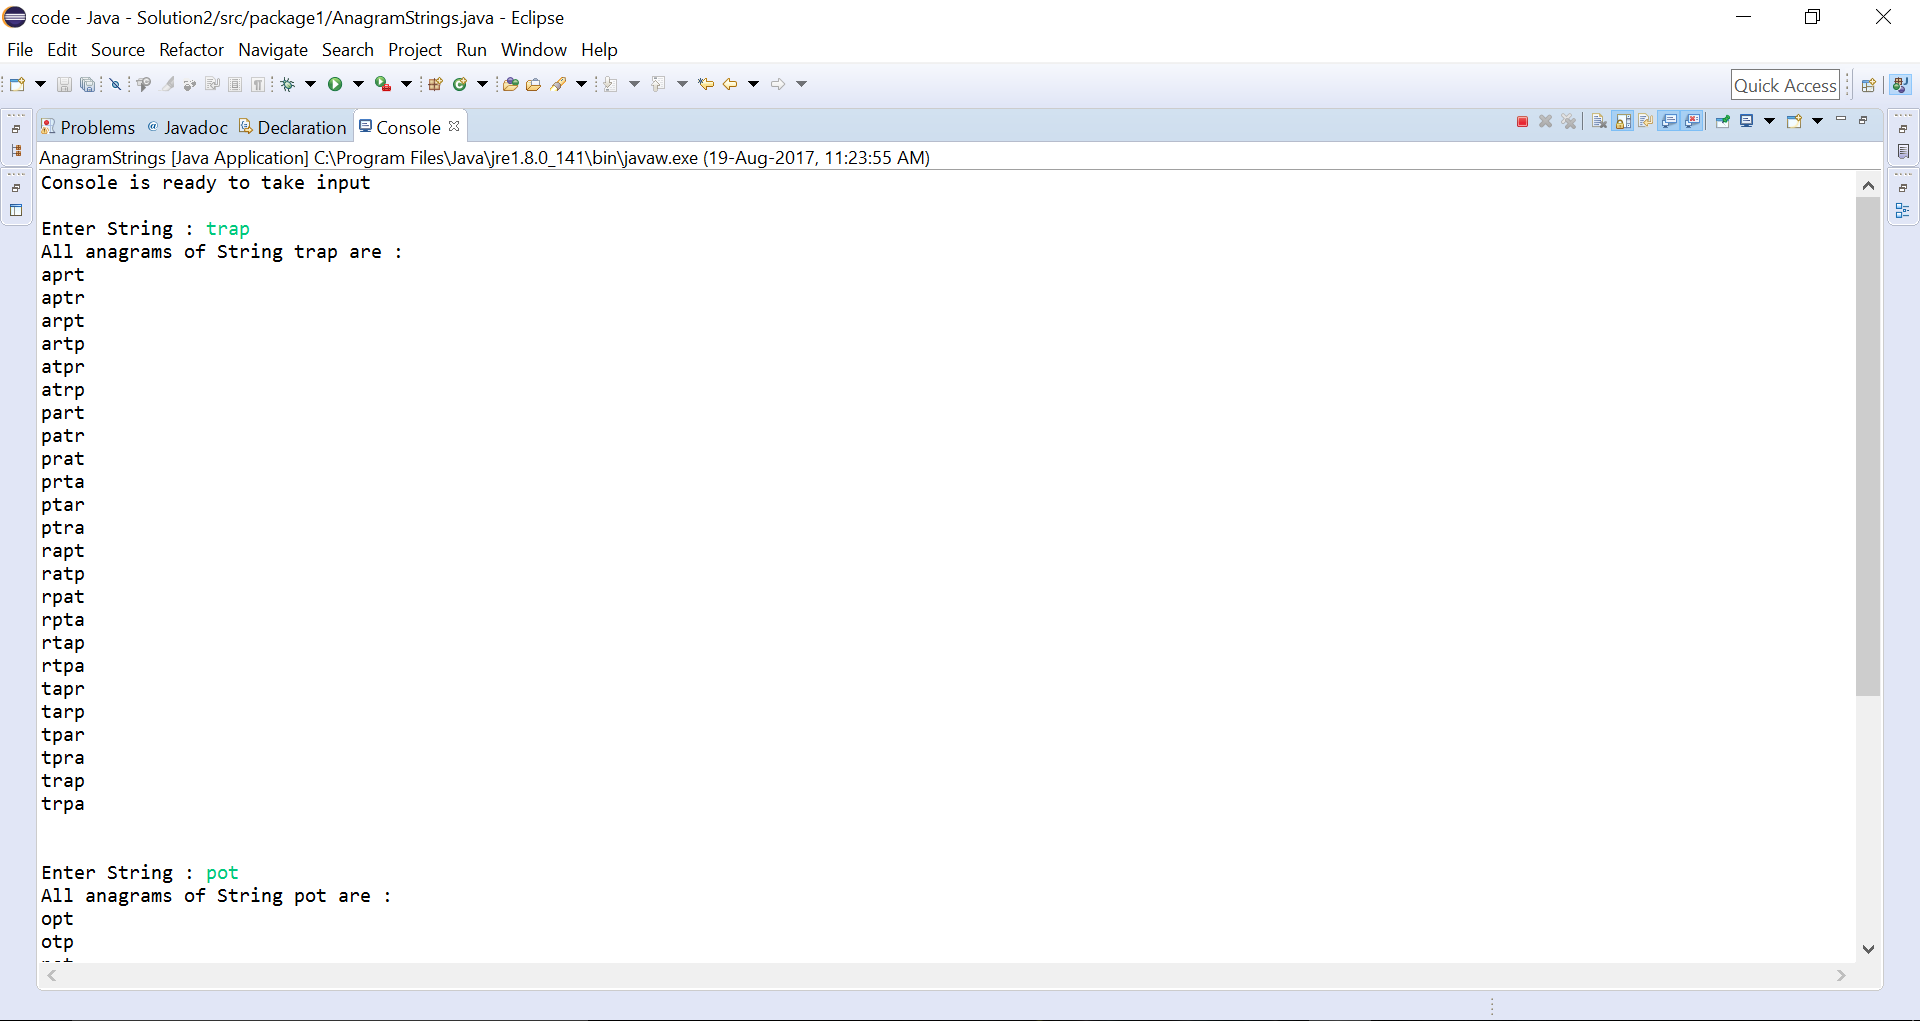 code - Java - Solution2/src/package1/AnagramStrings.java - Eclipse
File Edit Source Refactor Navigate Search Project Run Window Help
Quick Access
Problems @ Javadoc Declaration Console
AnagramStrings [Java Application] C:\Program Files\Java\jre1.8.0_141\bin\javaw.exe (19-Aug-2017, 11:23:55 AM)
Console is ready to take input
Enter String : trap
All anagrams of String trap are :
aprt
aptr
arpt
artp
atpr
atrp
part
patr
prat
prta
ptar
ptra
rapt
ratp
rpat
rpta
rtap
rtpa
tapr
tarp
tpar
tpra
trap
trpa
Enter String : pot
All anagrams of String pot are :
opt
otp